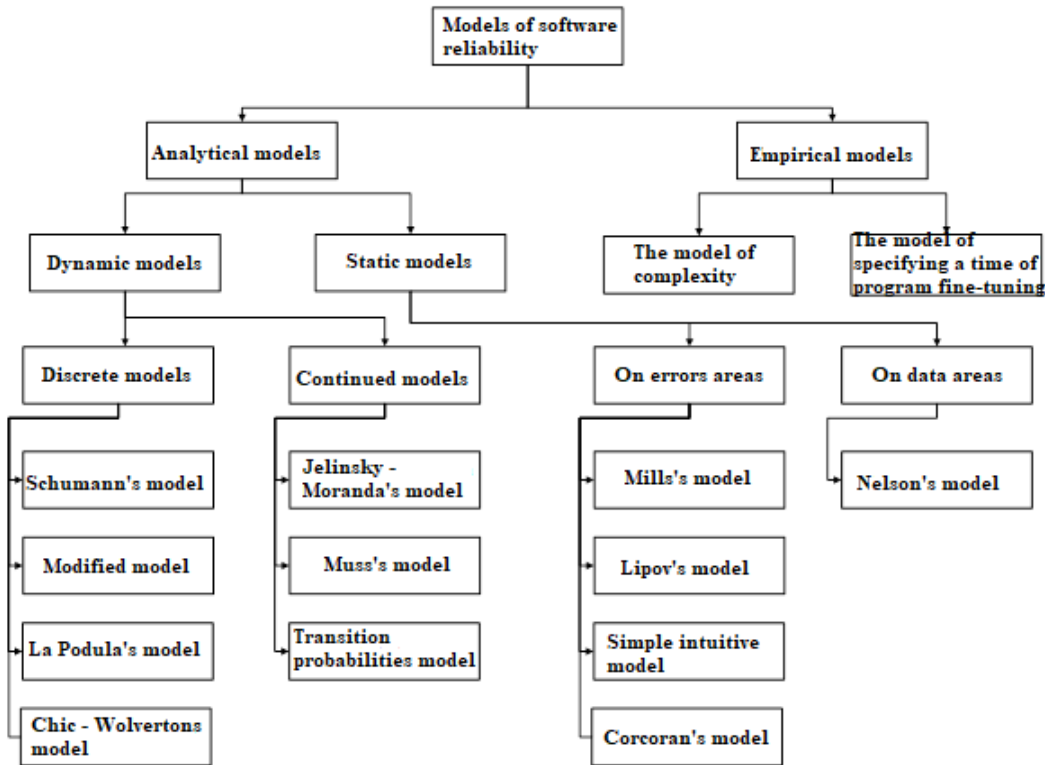 Models of software
reliability
Analytical models
Empirical models
Dynamic models
Static models
The model of
complexity
The model of
specifying a time of
program fine-tuning
Discrete models
Continued models
On errors areas
On data areas
Schumann's model
Jelinsky -
Moranda's model
Mills's model
Nelson's model
Modified model
Muss's model
Lipov's model
La Podula's model
Transition
probabilities model
Simple intuitive
model
Chic - Wolvertons
model
Corcoran's model